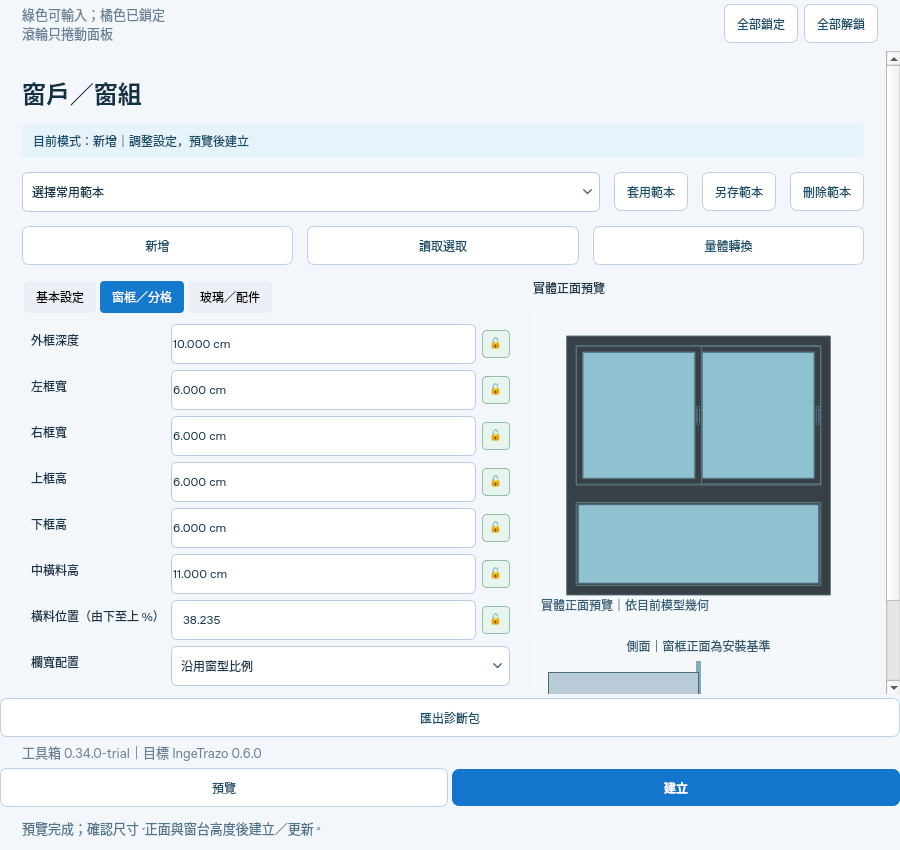 綠色可輸入；橘色已鎖定
滾輪只捲動面板
全部鎖定
全部解鎖
窗戶／窗組
目前模式：新增｜調整設定，預覽後建立
選擇常用範本
套用範本
另存範本
刪除範本
新增
讀取選取
量體轉換
基本設定
窗框／分格
玻璃／配件
實體正面預覽
外框深度
10.000 cm
左框寬
6.000 cm
右框寬
6.000 cm
上框高
6.000 cm
下框高
6.000 cm
中橫料高
11.000 cm
橫料位置（由下至上 %）
38.235
欄寬配置
沿用窗型比例
實體正面預覽｜依目前模型幾何
側面｜窗框正面為安裝基準
匯出診斷包
工具箱 0.34.0-trial｜目標 IngeTrazo 0.6.0
預覽
建立
預覽完成；確認尺寸、正面與窗台高度後建立／更新。